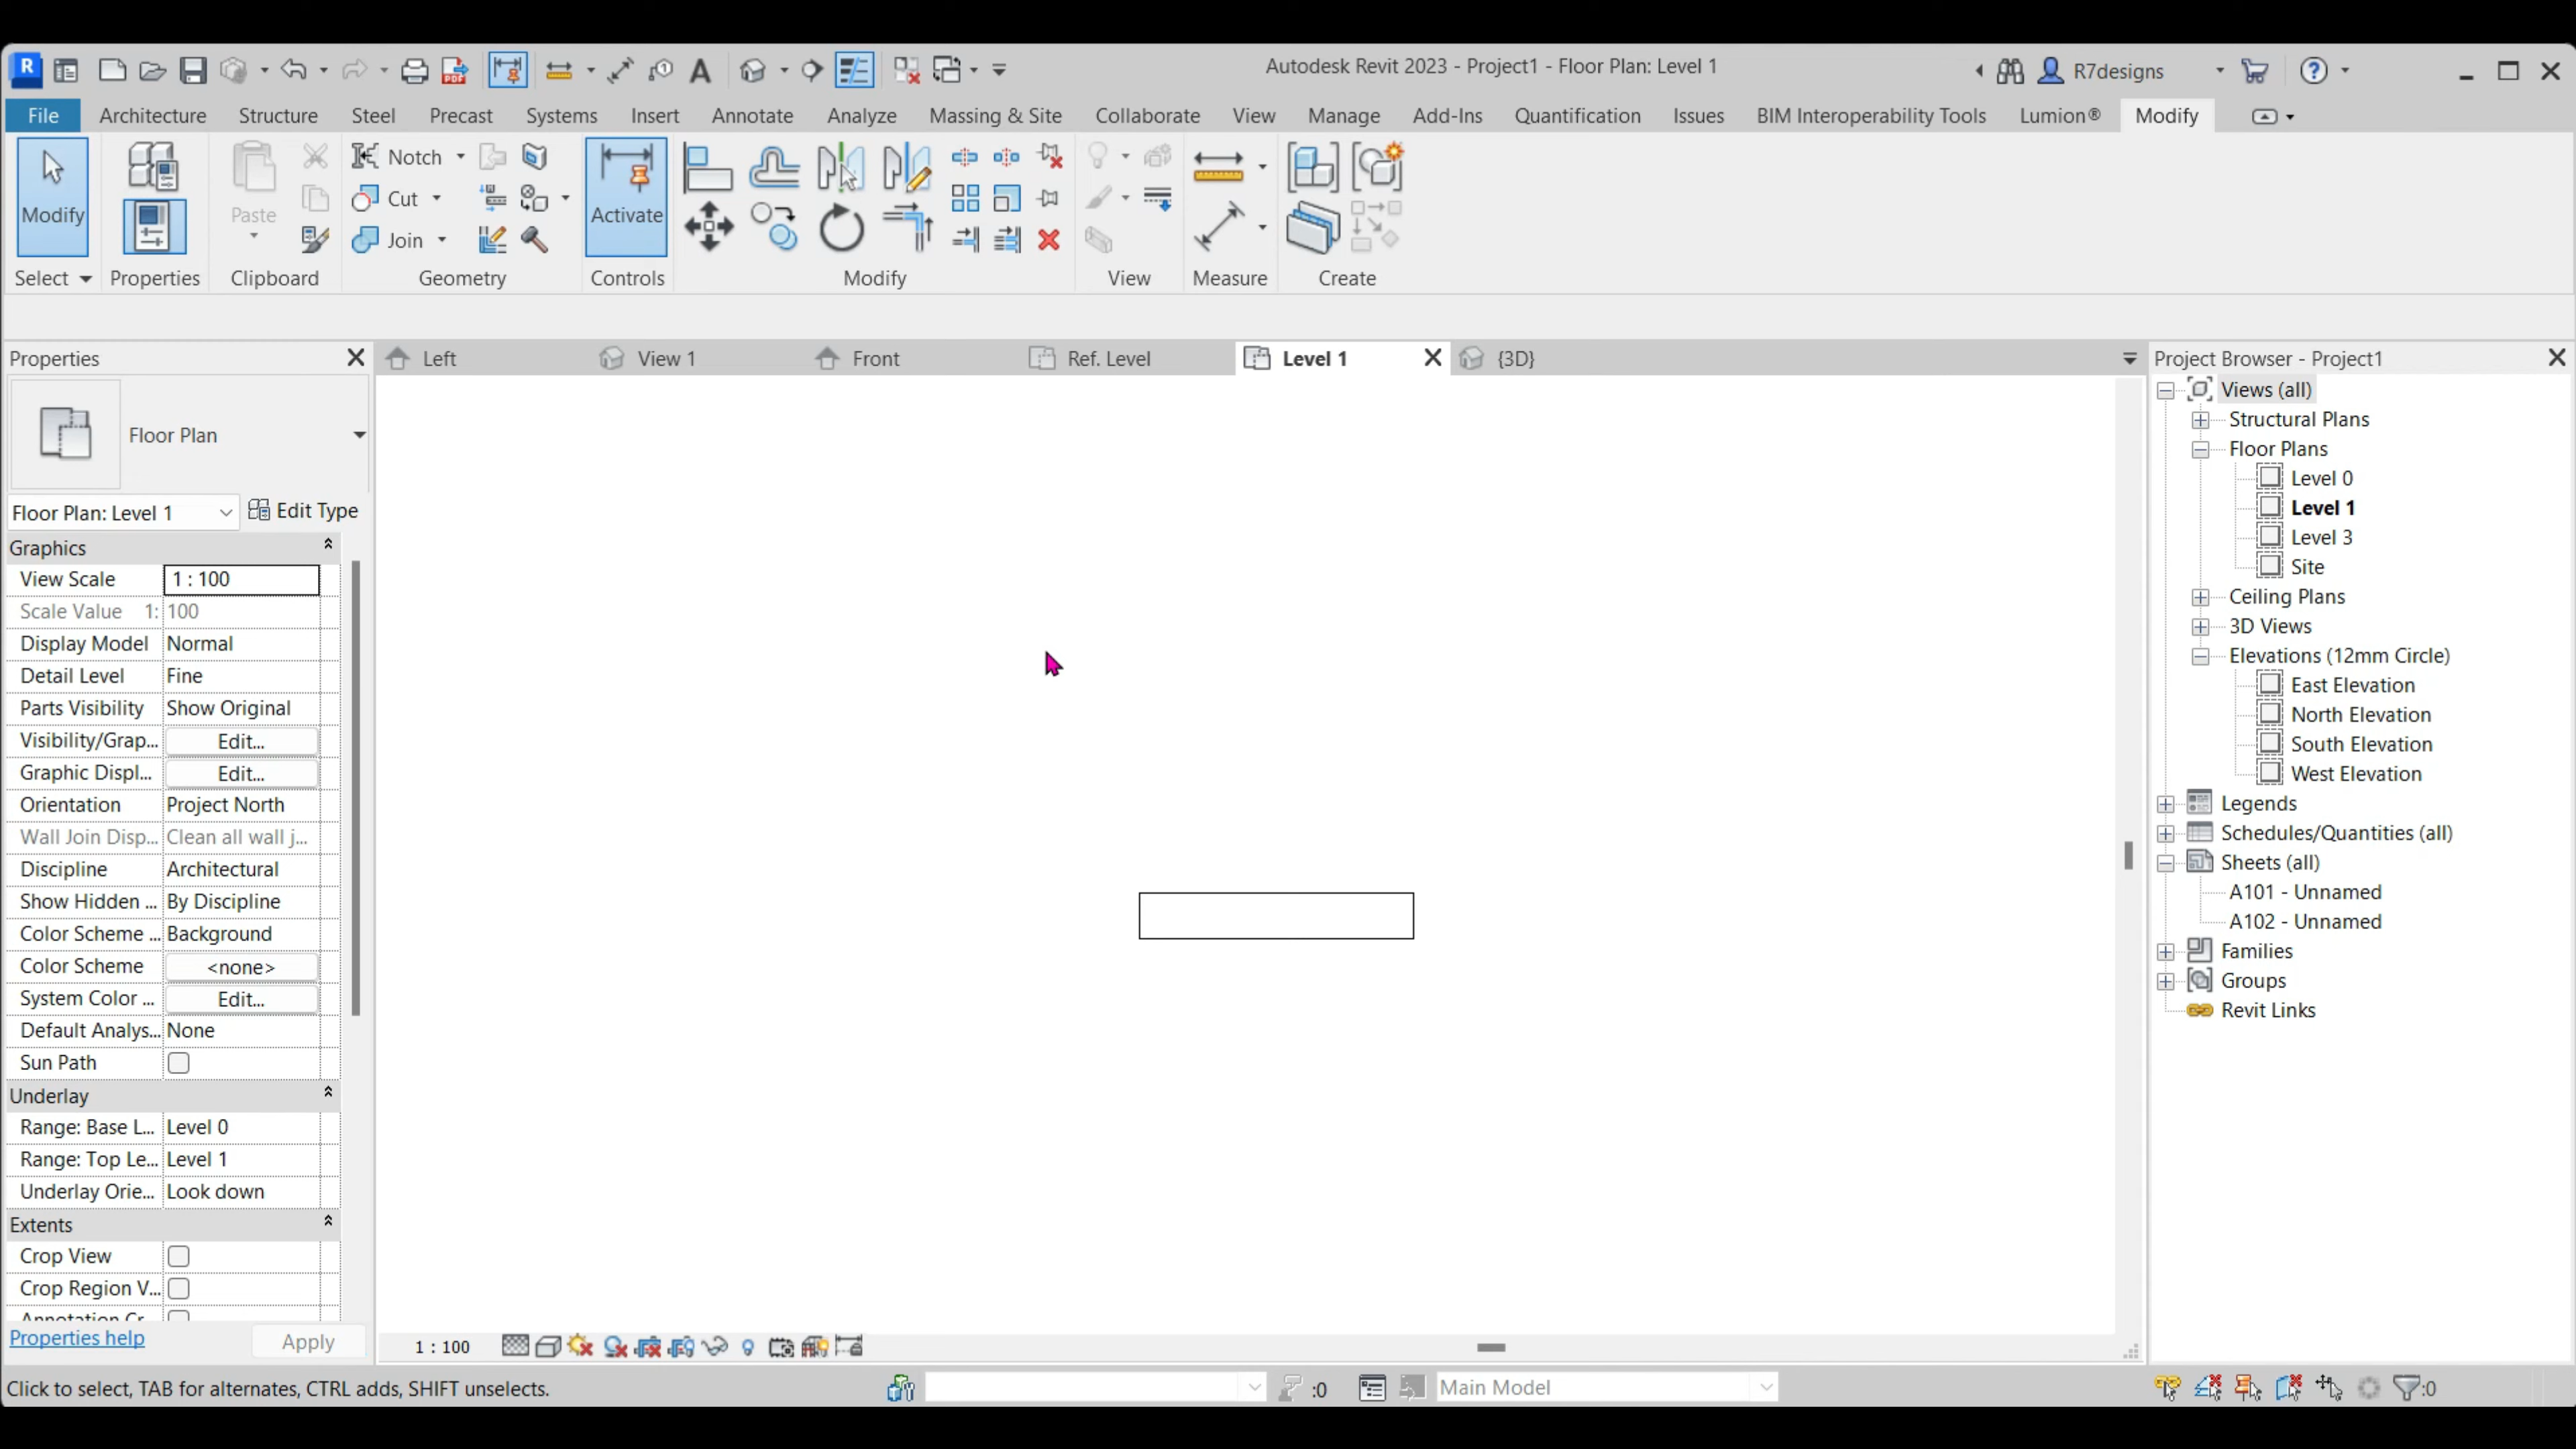 Autodesk Revit 2023 - Project1 - Floor Plan: Level 1
R7designs
File Architecture Structure Steel Precast Systems Insert Annotate Analyze Massing & Site Collaborate View Manage Add-Ins Quantification Issues BIM Interoperability Tools Lumion® Modify
Modify
Paste
Notch
Cut
Join
Activate
Select Properties Clipboard Geometry Controls Modify View Measure Create
Properties
Left View 1 Front Ref. Level Level 1 {3D}
Floor Plan
Floor Plan: Level 1 Edit Type
Graphics
View Scale 1 : 100
Scale Value 1: 100
Display Model Normal
Detail Level Fine
Parts Visibility Show Original
Visibility/Grap... Edit...
Graphic Displ... Edit...
Orientation Project North
Wall Join Disp... Clean all wall j...
Discipline Architectural
Show Hidden ... By Discipline
Color Scheme ... Background
Color Scheme <none>
System Color ... Edit...
Default Analys... None
Sun Path
Underlay
Range: Base L... Level 0
Range: Top Le... Level 1
Underlay Orie... Look down
Extents
Crop View
Crop Region V...
Properties help Apply
1 : 100
Project Browser - Project1
Views (all)
Structural Plans
Floor Plans
Level 0
Level 1
Level 3
Site
Ceiling Plans
3D Views
Elevations (12mm Circle)
East Elevation
North Elevation
South Elevation
West Elevation
Legends
Schedules/Quantities (all)
Sheets (all)
A101 - Unnamed
A102 - Unnamed
Families
Groups
Revit Links
Click to select, TAB for alternates, CTRL adds, SHIFT unselects.
:0
Main Model
:0